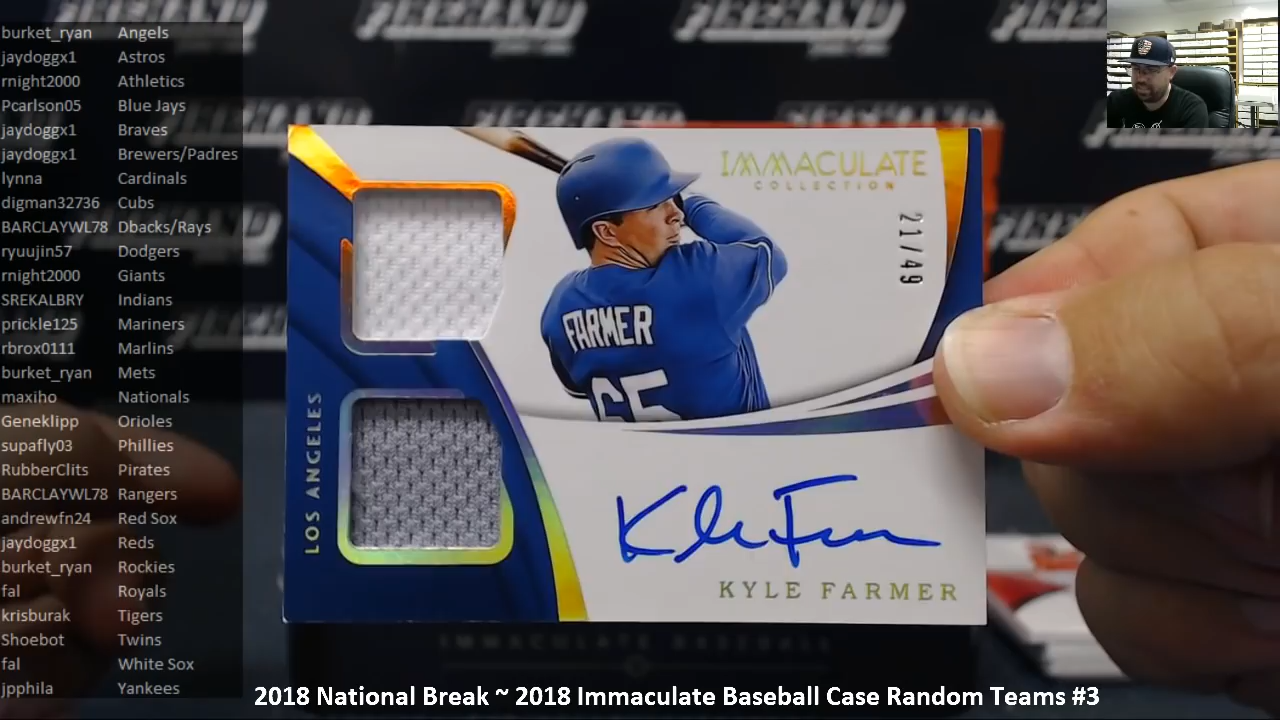 burket_ryan Angels
jaydoggx1 Astros
rnight2000 Athletics
Pcarlson05 Blue Jays
jaydoggx1 Braves
jaydoggx1 Brewers/Padres
lynna Cardinals
digman32736 Cubs
BARCLAYWL78 Dbacks/Rays
ryuujin57 Dodgers
rnight2000 Giants
SREKALBRY Indians
prickle125 Mariners
rbrox0111 Marlins
burket_ryan Mets
maxiho Nationals
Geneklipp Orioles
supafly03 Phillies
RubberClits Pirates
BARCLAYWL78 Rangers
andrewfn24 Red Sox
jaydoggx1 Reds
burket_ryan Rockies
fal Royals
krisburak Tigers
Shoebot Twins
fal White Sox
jpphila Yankees
IMMACULATE
COLLECTION
21/49
FARMER
65
LOS ANGELES
KYLE FARMER
IMMACULATE BASEBALL
2018 National Break ~ 2018 Immaculate Baseball Case Random Teams #3